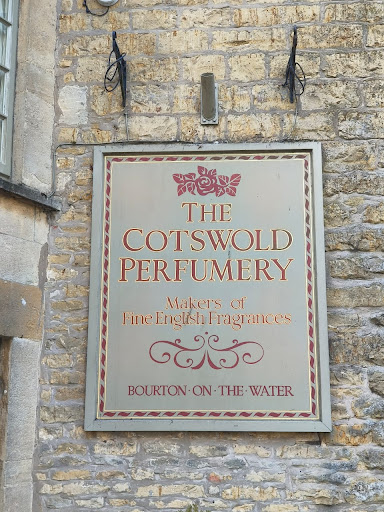 THE
COTSWOLD
PERFUMERY
Makers of
Fine English Fragrances
BOURTON·ON·THE·WATER